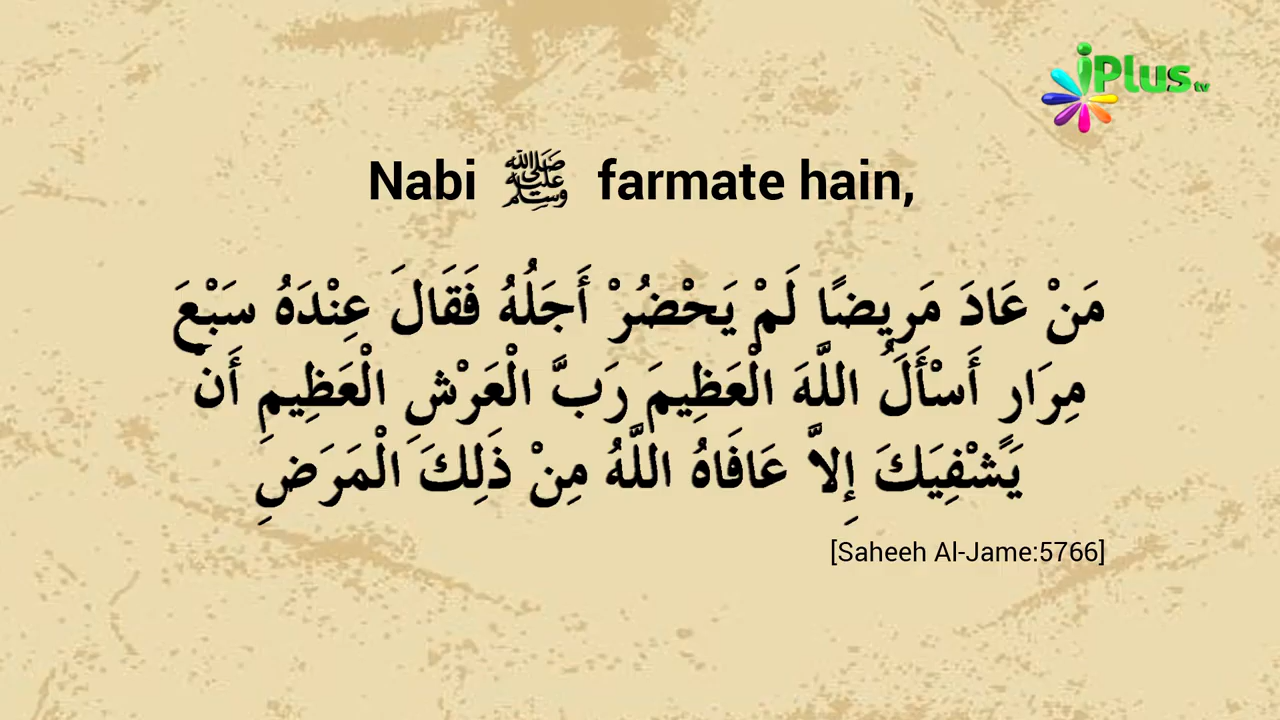 iPlus tv
Nabi ﷺ farmate hain,
مَنْ عَادَ مَرِيضًا لَمْ يَحْضُرْ أَجَلُهُ فَقَالَ عِنْدَهُ سَبْعَ
مِرَارٍ أَسْأَلُ اللَّهَ الْعَظِيمَ رَبَّ الْعَرْشِ الْعَظِيمِ أَنْ
يَشْفِيَكَ إِلاَّ عَافَاهُ اللَّهُ مِنْ ذَلِكَ الْمَرَضِ
[Saheeh Al-Jame:5766]